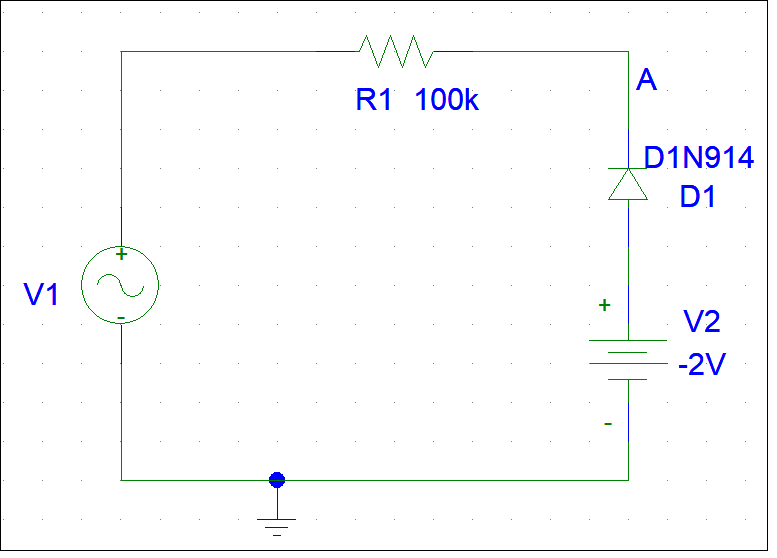 R1 100k
A
D1N914
D1
+
-
V1
+
V2
-2V
-